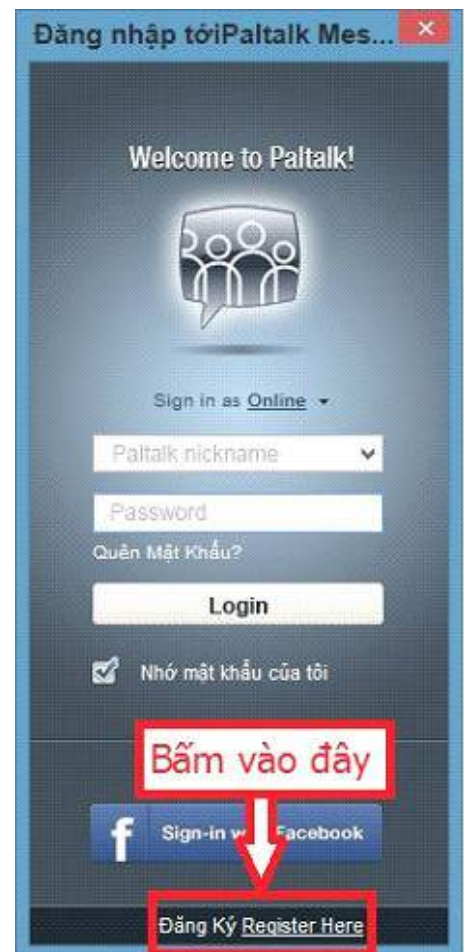 Đăng nhập tớiPaltalk Mes...
Welcome to Paltalk!
Sign in as Online
Paltalk nickname
Password
Quên Mật Khẩu?
Login
Nhớ mật khẩu của tôi
Bấm vào đây
f Sign-in Facebook
Đăng Ký Register Here